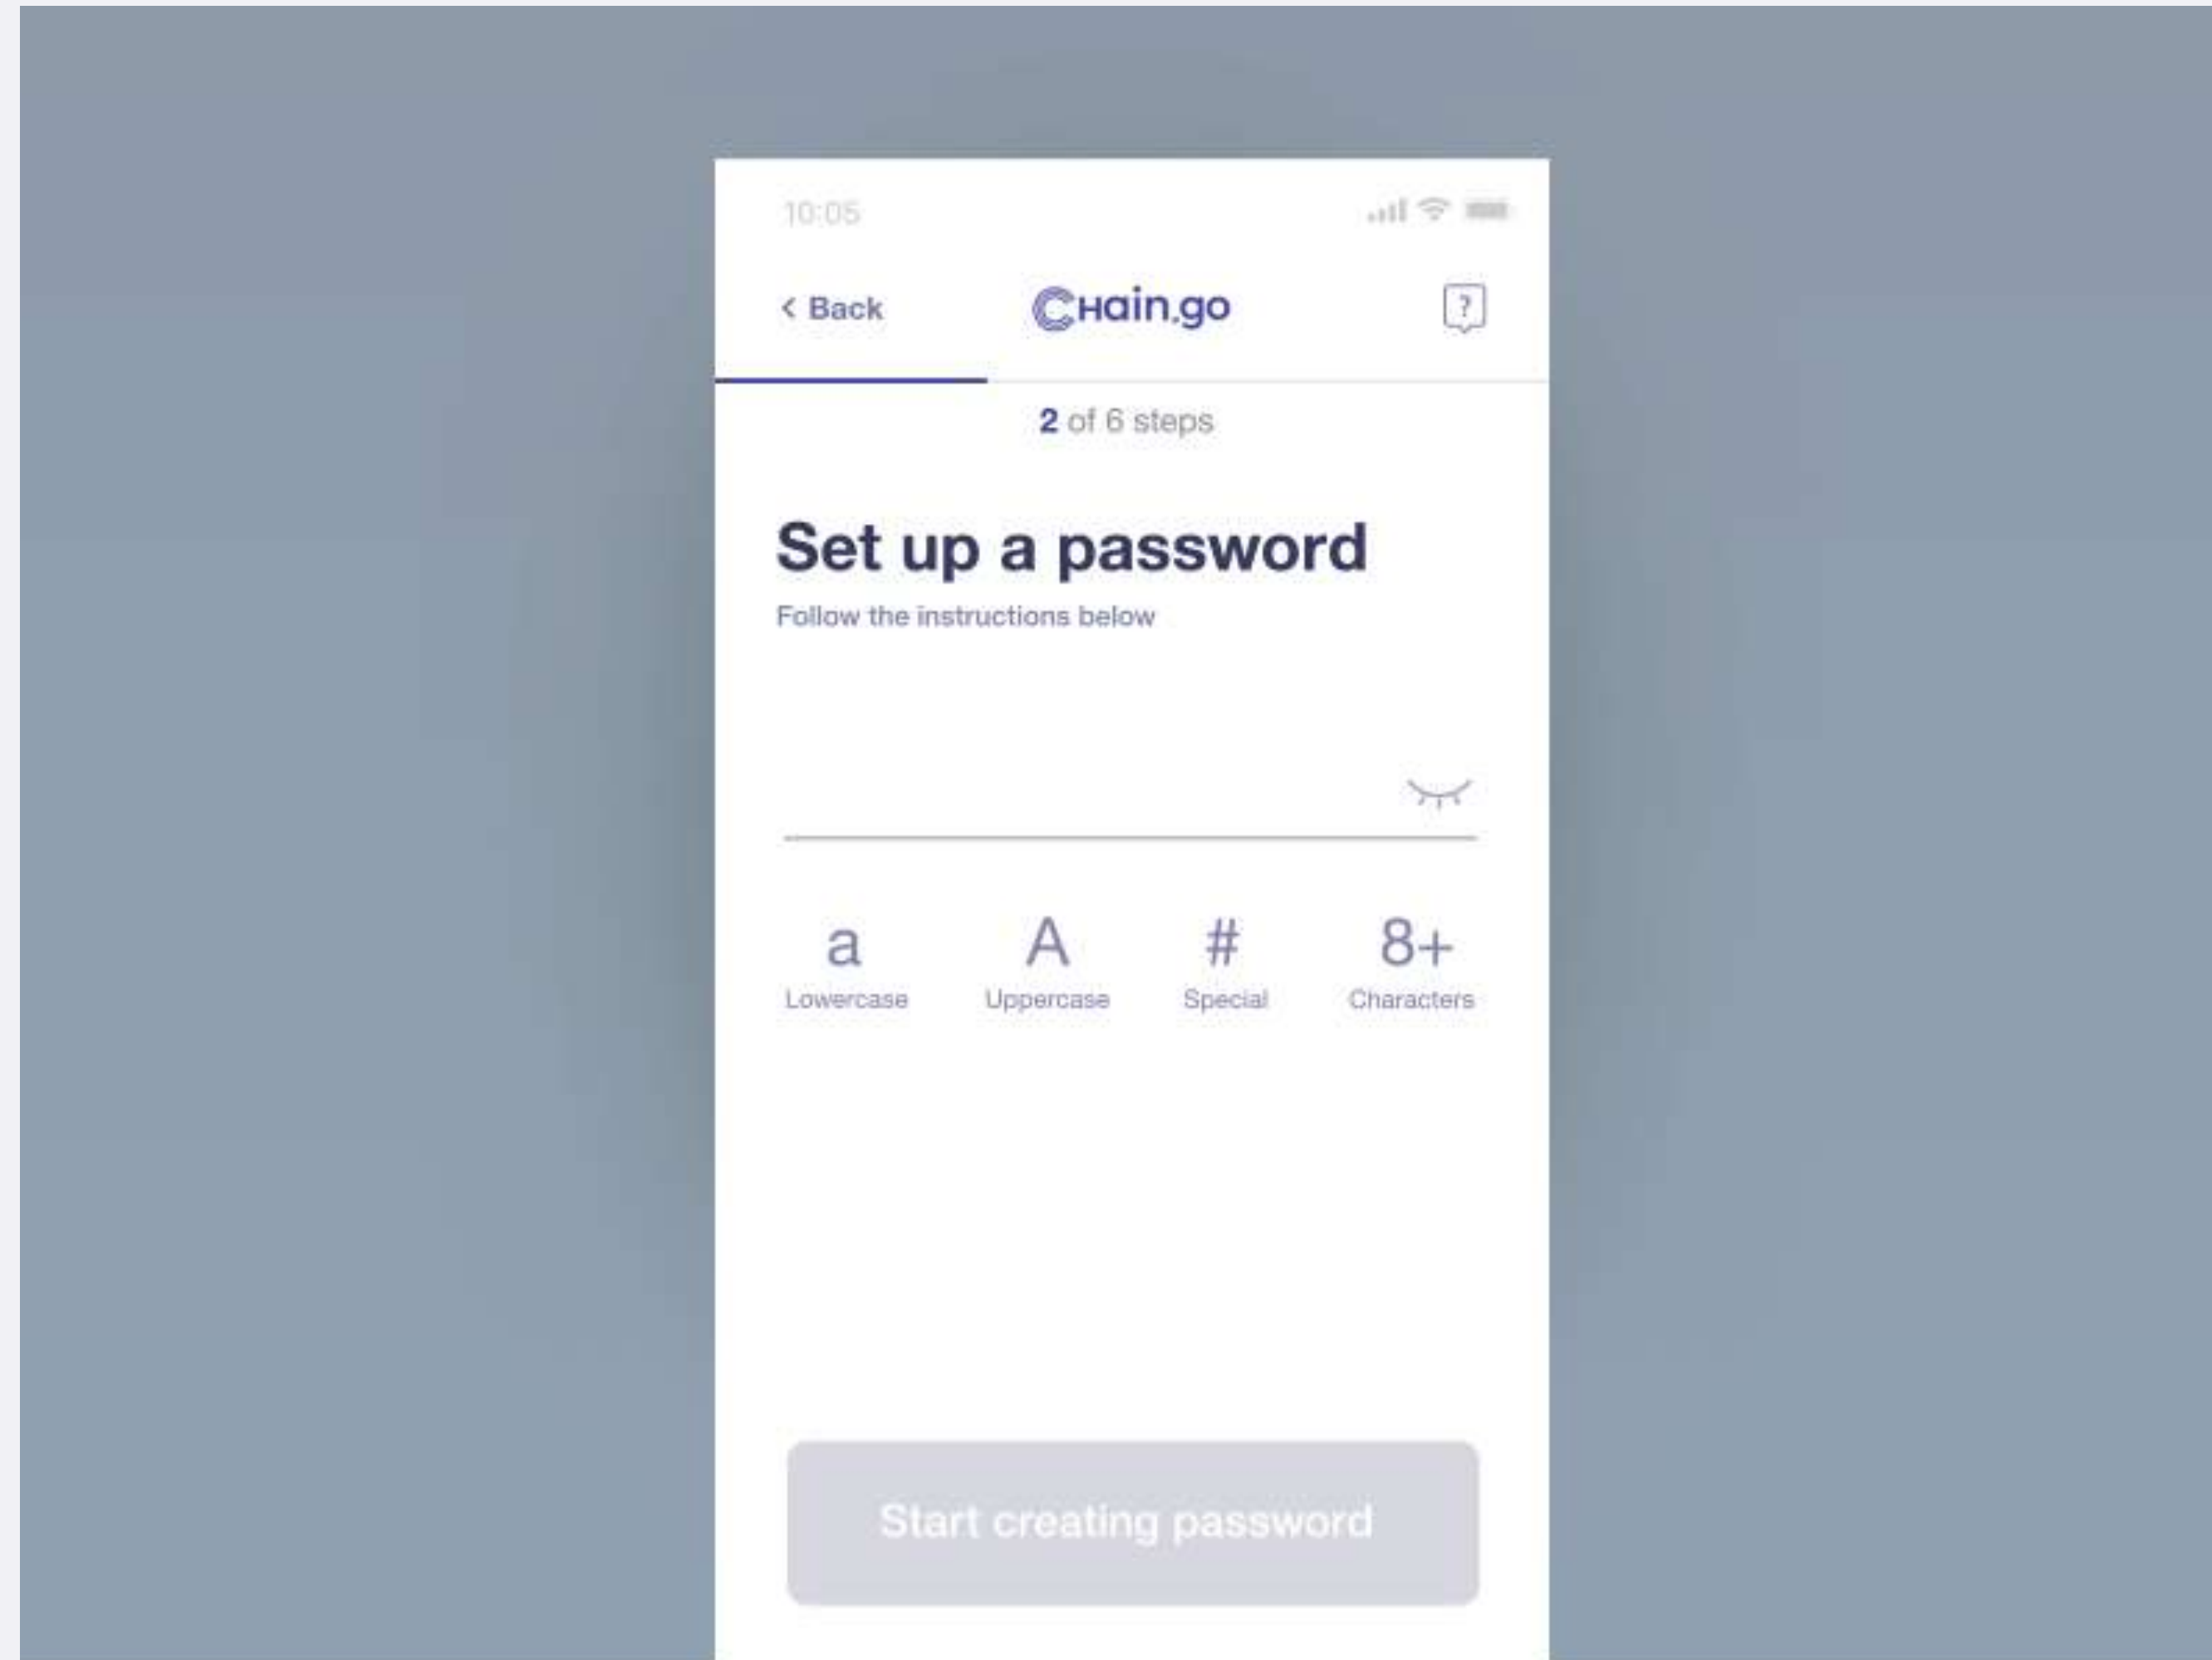 10:05
< Back
CHain.go
?
2 of 6 steps
Set up a password
Follow the instructions below
a A # 8+
Lowercase Uppercase Special Characters
Start creating password